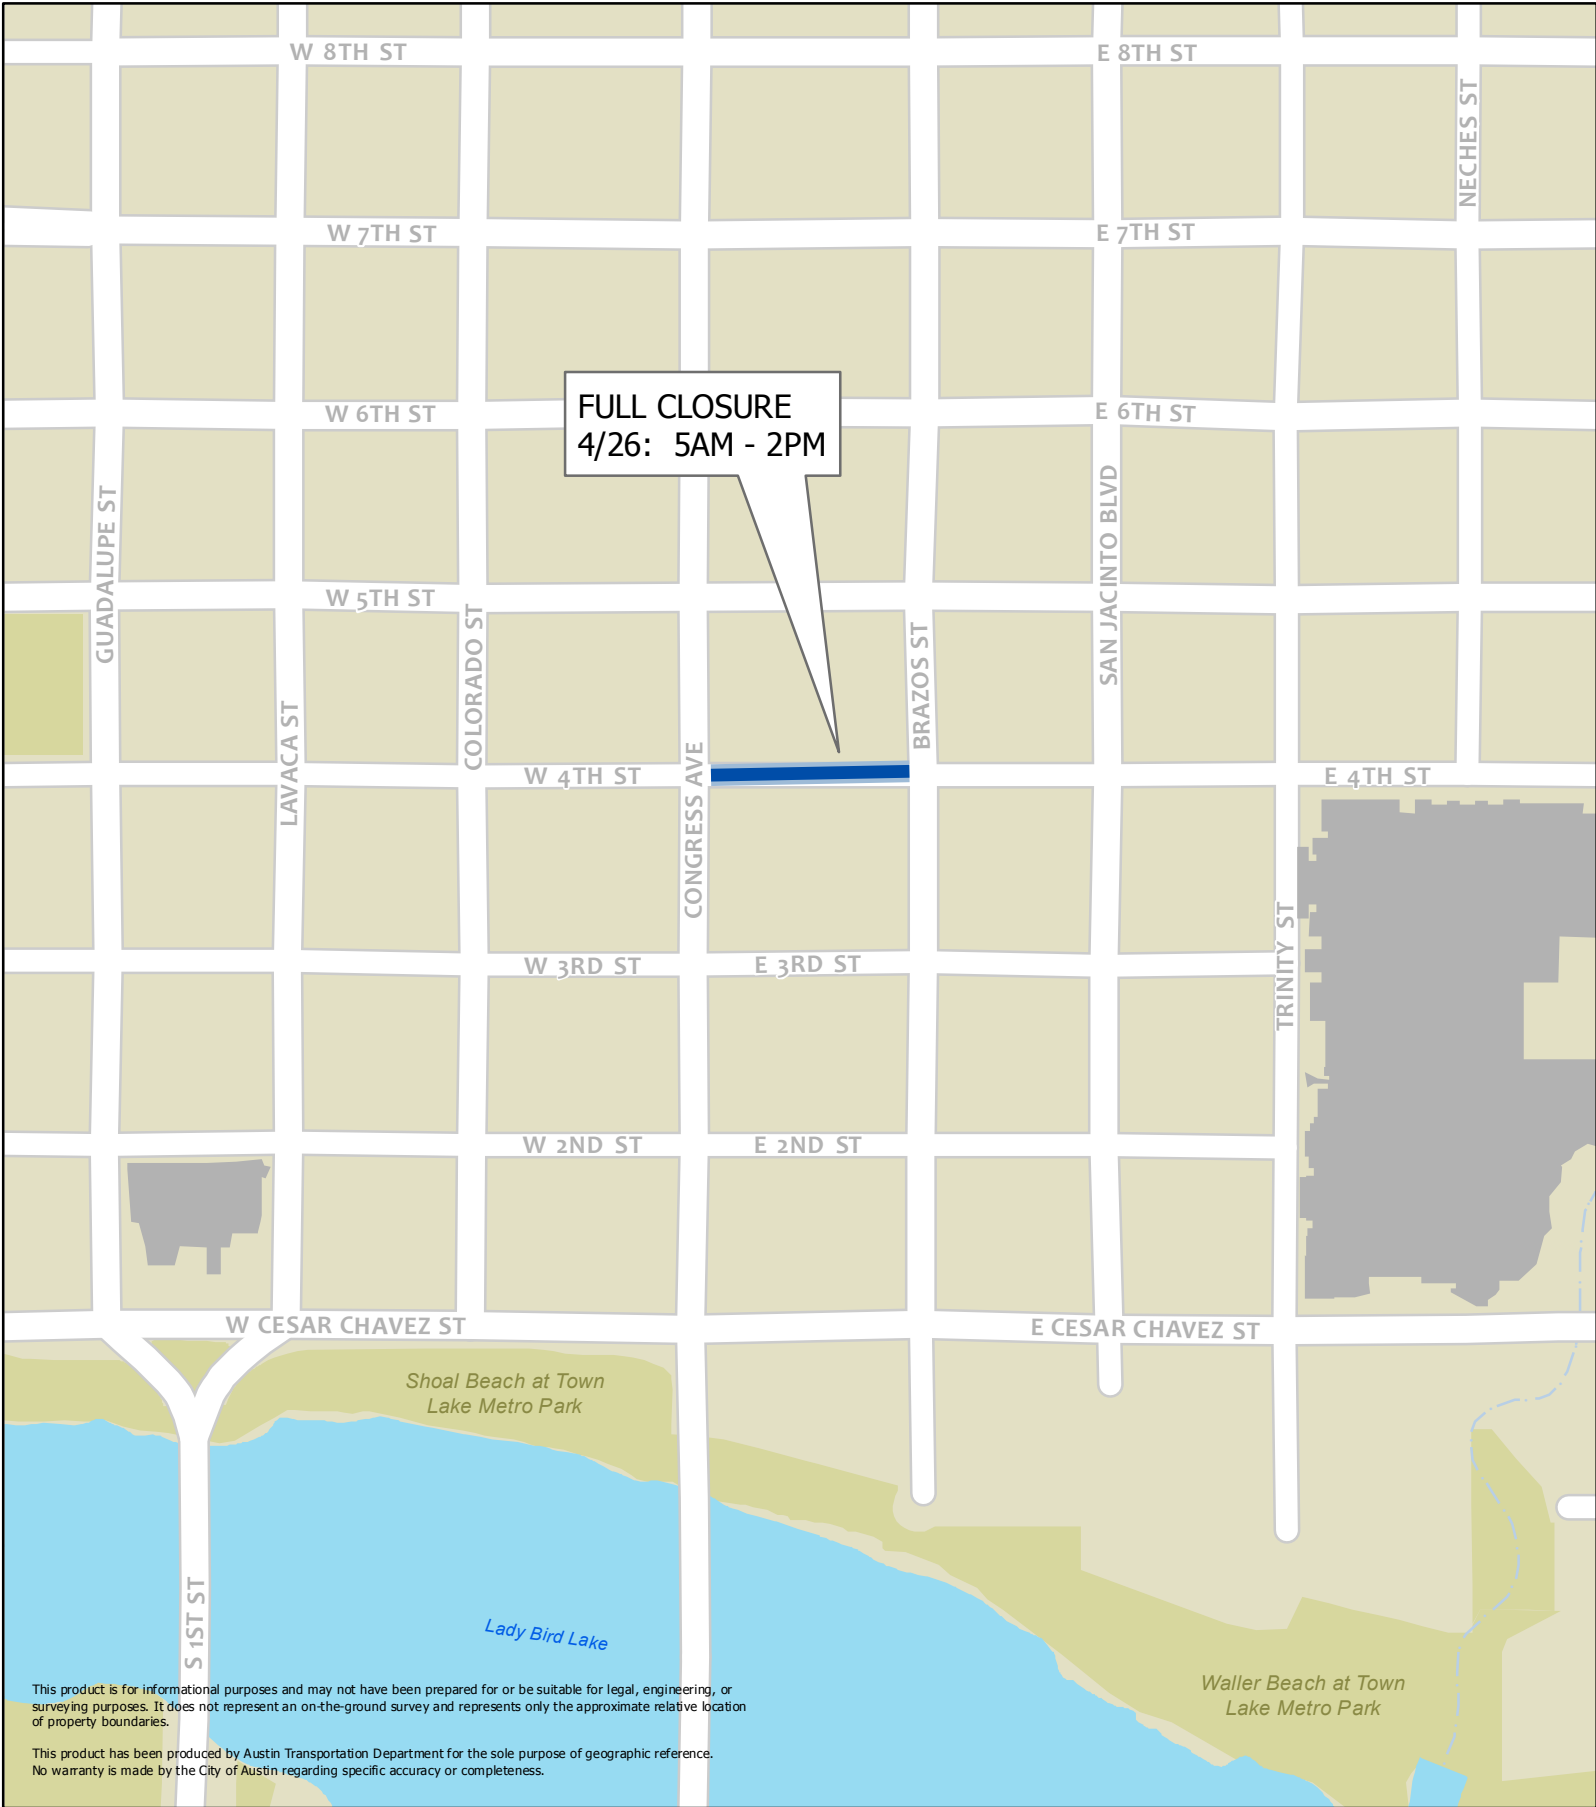 W 8TH ST
E 8TH ST
NECHES ST
W 7TH ST
E 7TH ST
FULL CLOSURE
4/26:  5AM - 2PM
W 6TH ST
E 6TH ST
GUADALUPE ST
SAN JACINTO BLVD
W 5TH ST
COLORADO ST
BRAZOS ST
LAVACA ST
CONGRESS AVE
W 4TH ST
E 4TH ST
TRINITY ST
W 3RD ST
E 3RD ST
W 2ND ST
E 2ND ST
W CESAR CHAVEZ ST
E CESAR CHAVEZ ST
Shoal Beach at Town
Lake Metro Park
S 1ST ST
Lady Bird Lake
Waller Beach at Town
Lake Metro Park
This product is for informational purposes and may not have been prepared for or be suitable for legal, engineering, or
surveying purposes. It does not represent an on-the-ground survey and represents only the approximate relative location
of property boundaries.
This product has been produced by Austin Transportation Department for the sole purpose of geographic reference.
No warranty is made by the City of Austin regarding specific accuracy or completeness.